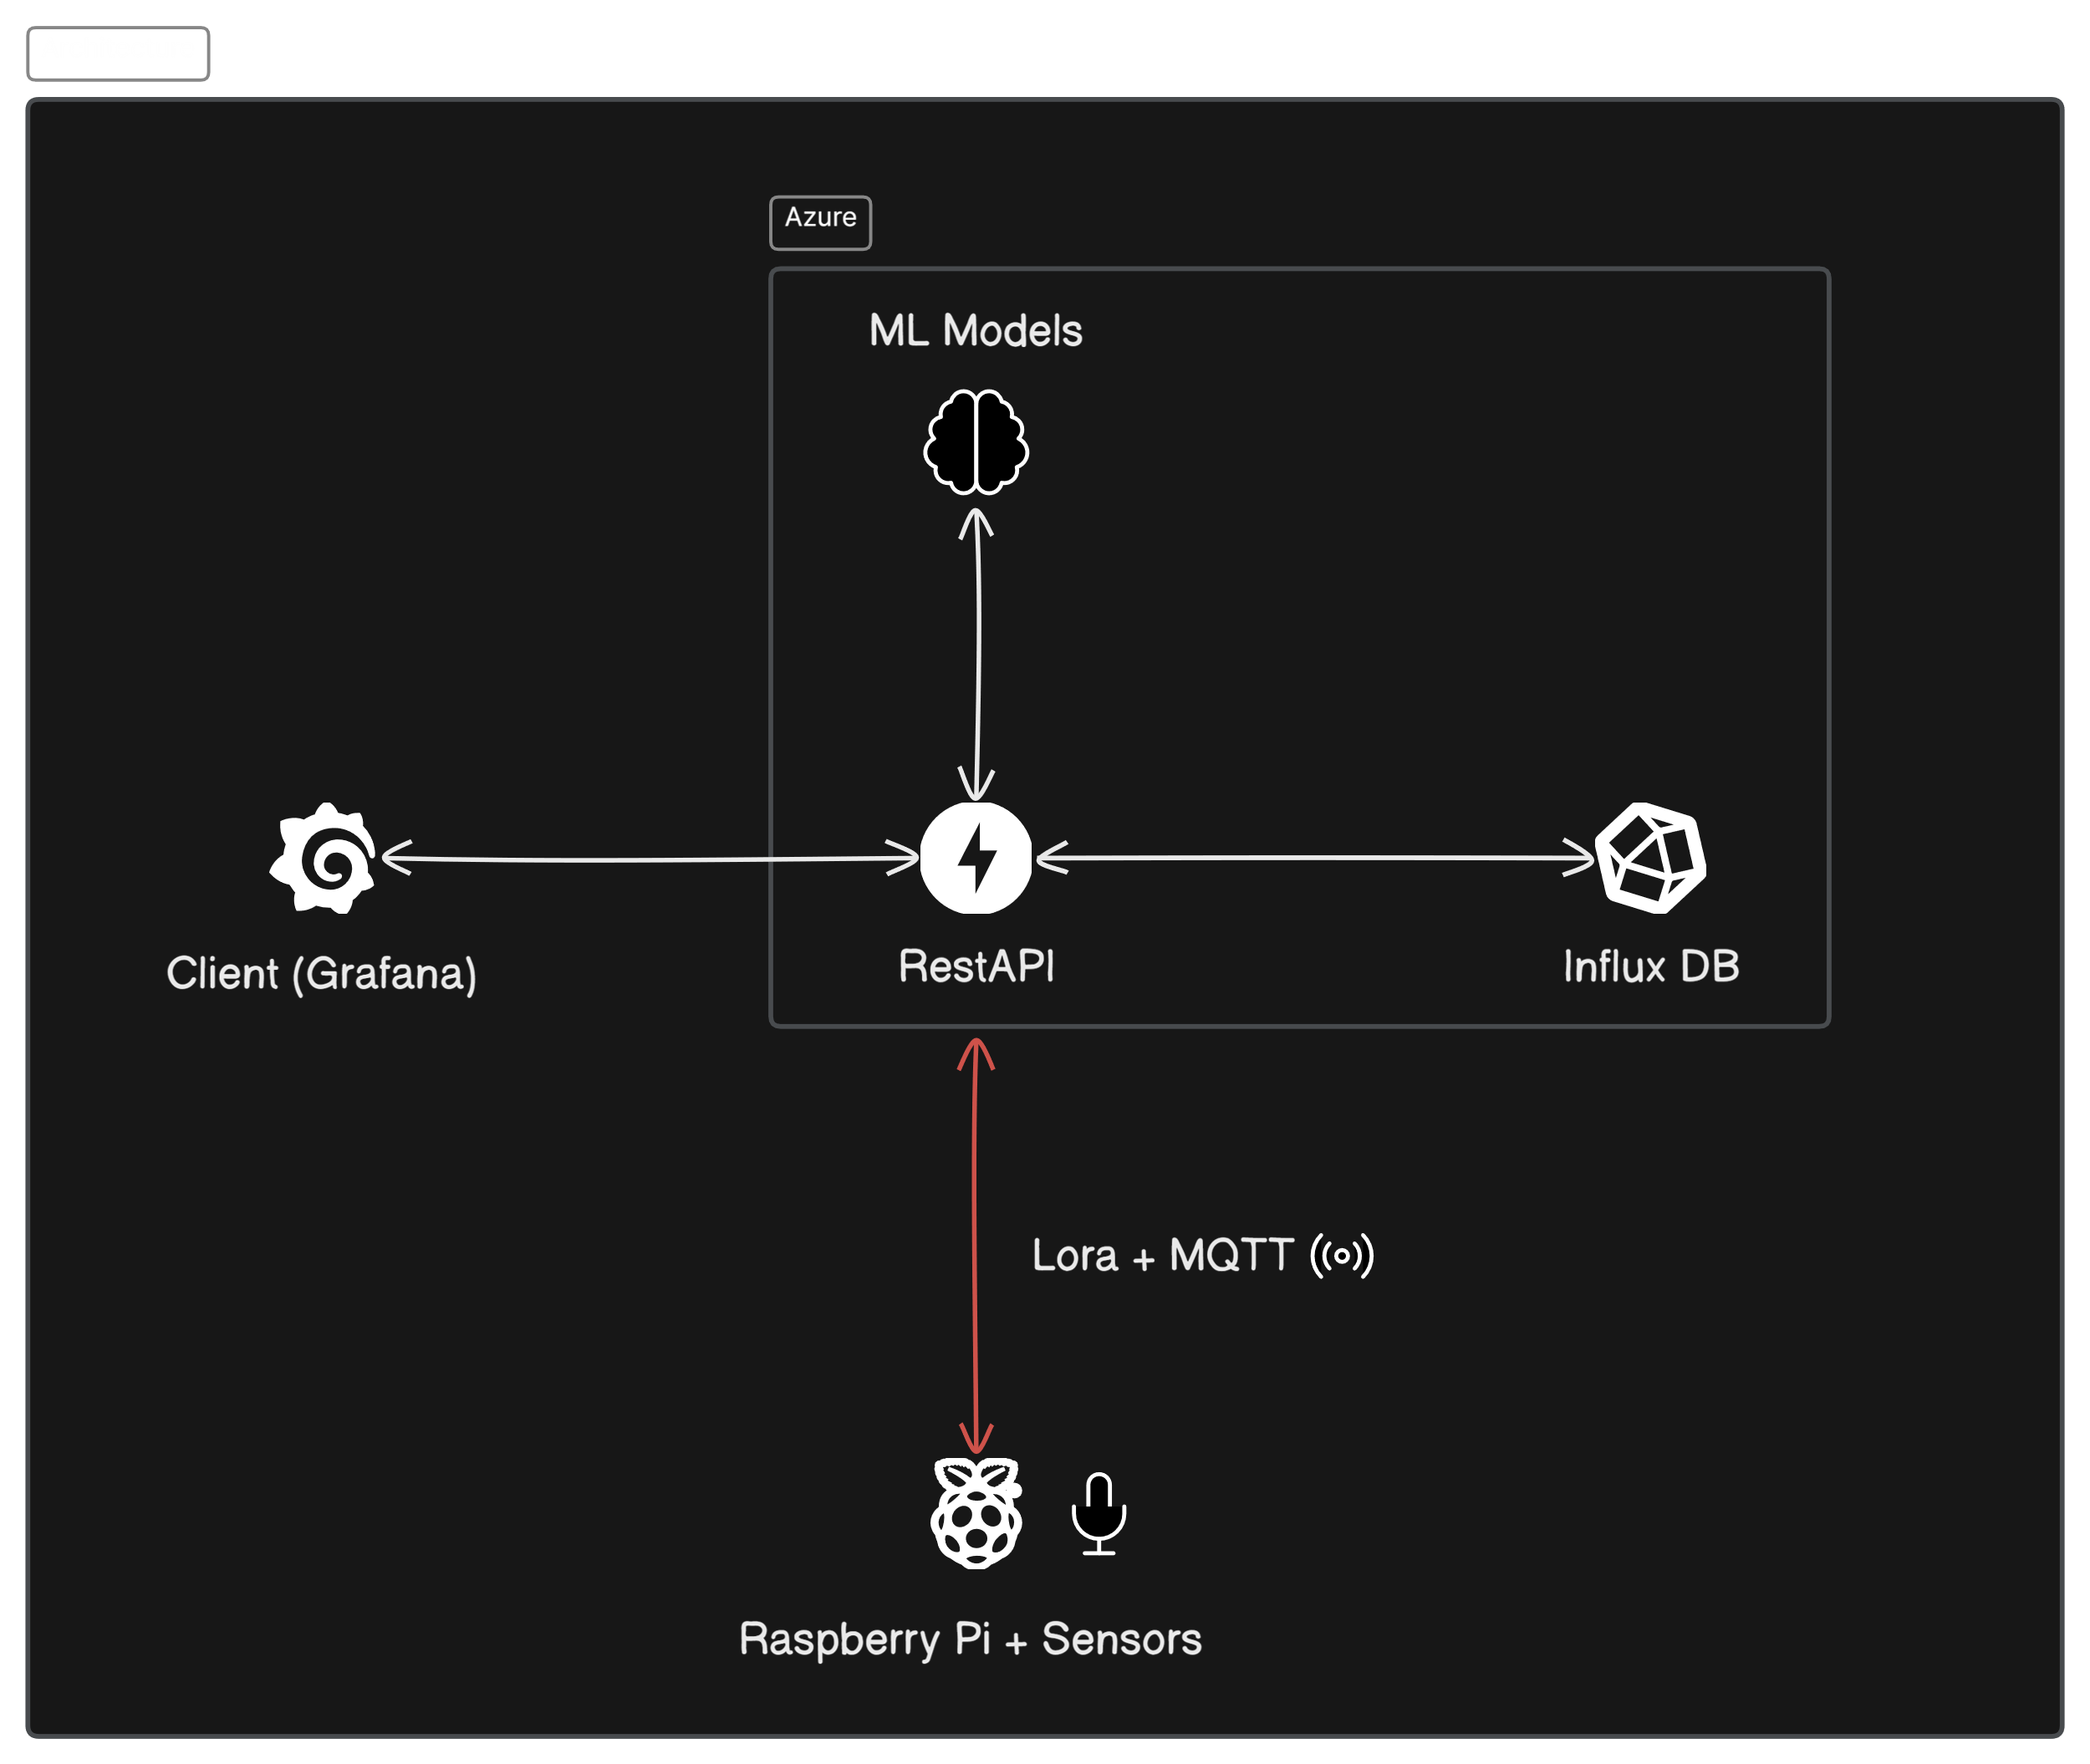 Azure
ML Models
Client (Grafana)
RestAPI
Influx DB
Lora + MQTT
Raspberry Pi + Sensors